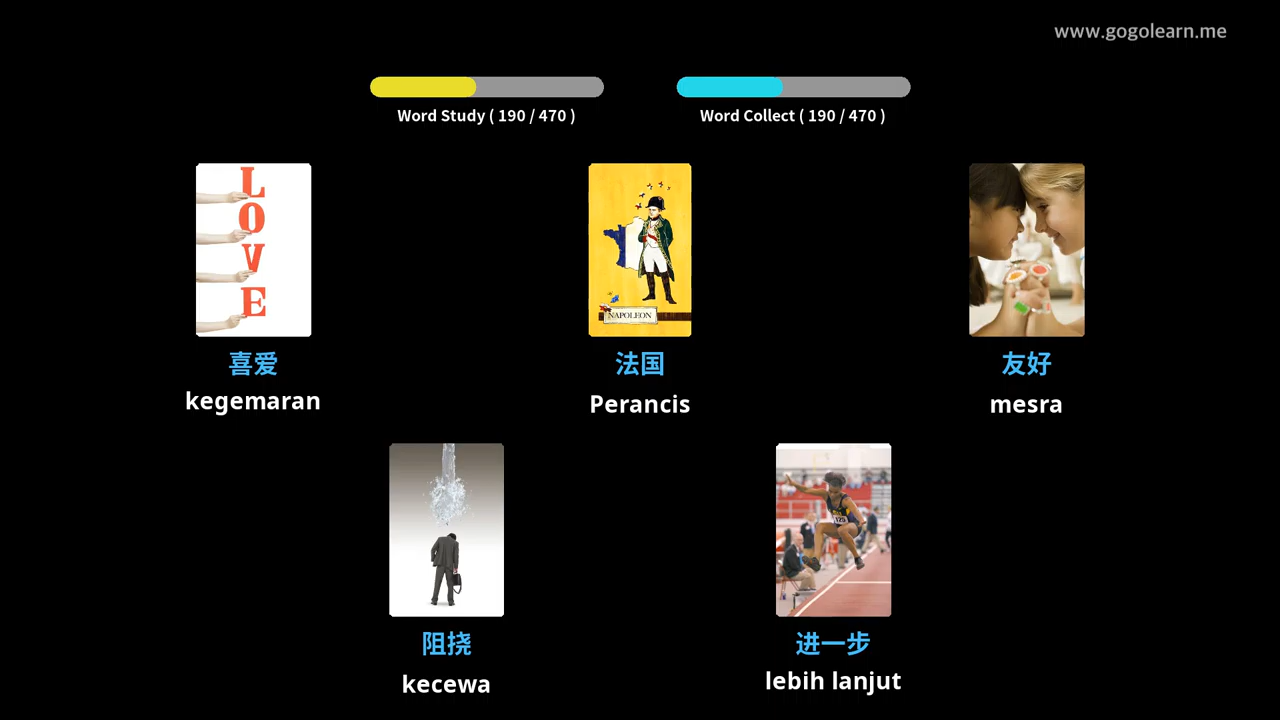 www.gogolearn.me
Word Study ( 190 / 470 )
Word Collect ( 190 / 470 )
L
O
V
E
NAPOLEON
喜爱
kegemaran
法国
Perancis
友好
mesra
阻挠
kecewa
进一步
lebih lanjut